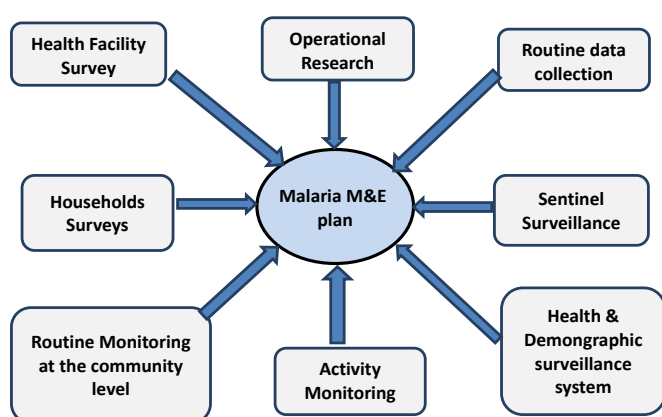 Health Facility
Survey
Operational
Research
Routine data
collection
Households
Surveys
Malaria M&E
plan
Sentinel
Surveillance
Routine Monitoring
at the community
level
Activity
Monitoring
Health &
Demongraphic
surveillance
system